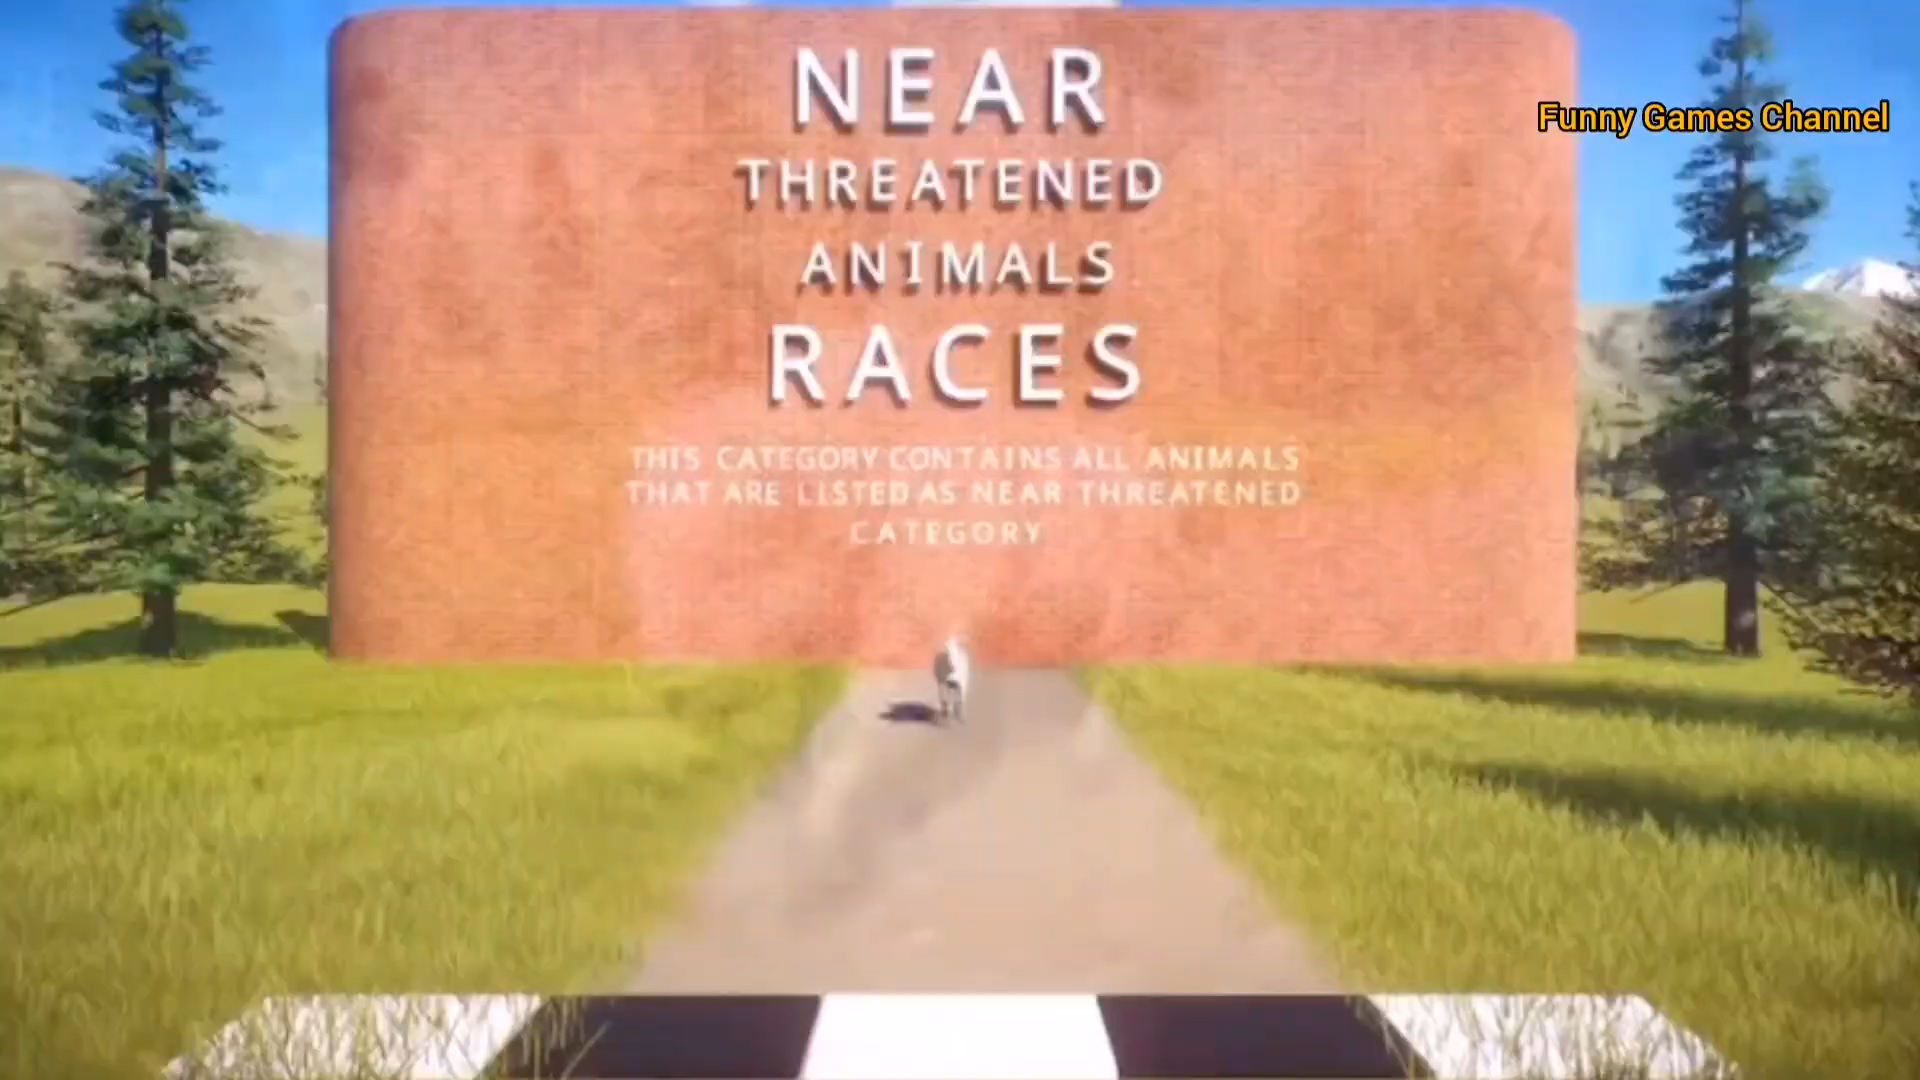 NEAR
Funny Games Channel
THREATENED
ANIMALS
RACES
THIS CATEGORY CONTAINS ALL ANIMALS
THAT ARE LISTED AS NEAR THREATENED
CATEGORY